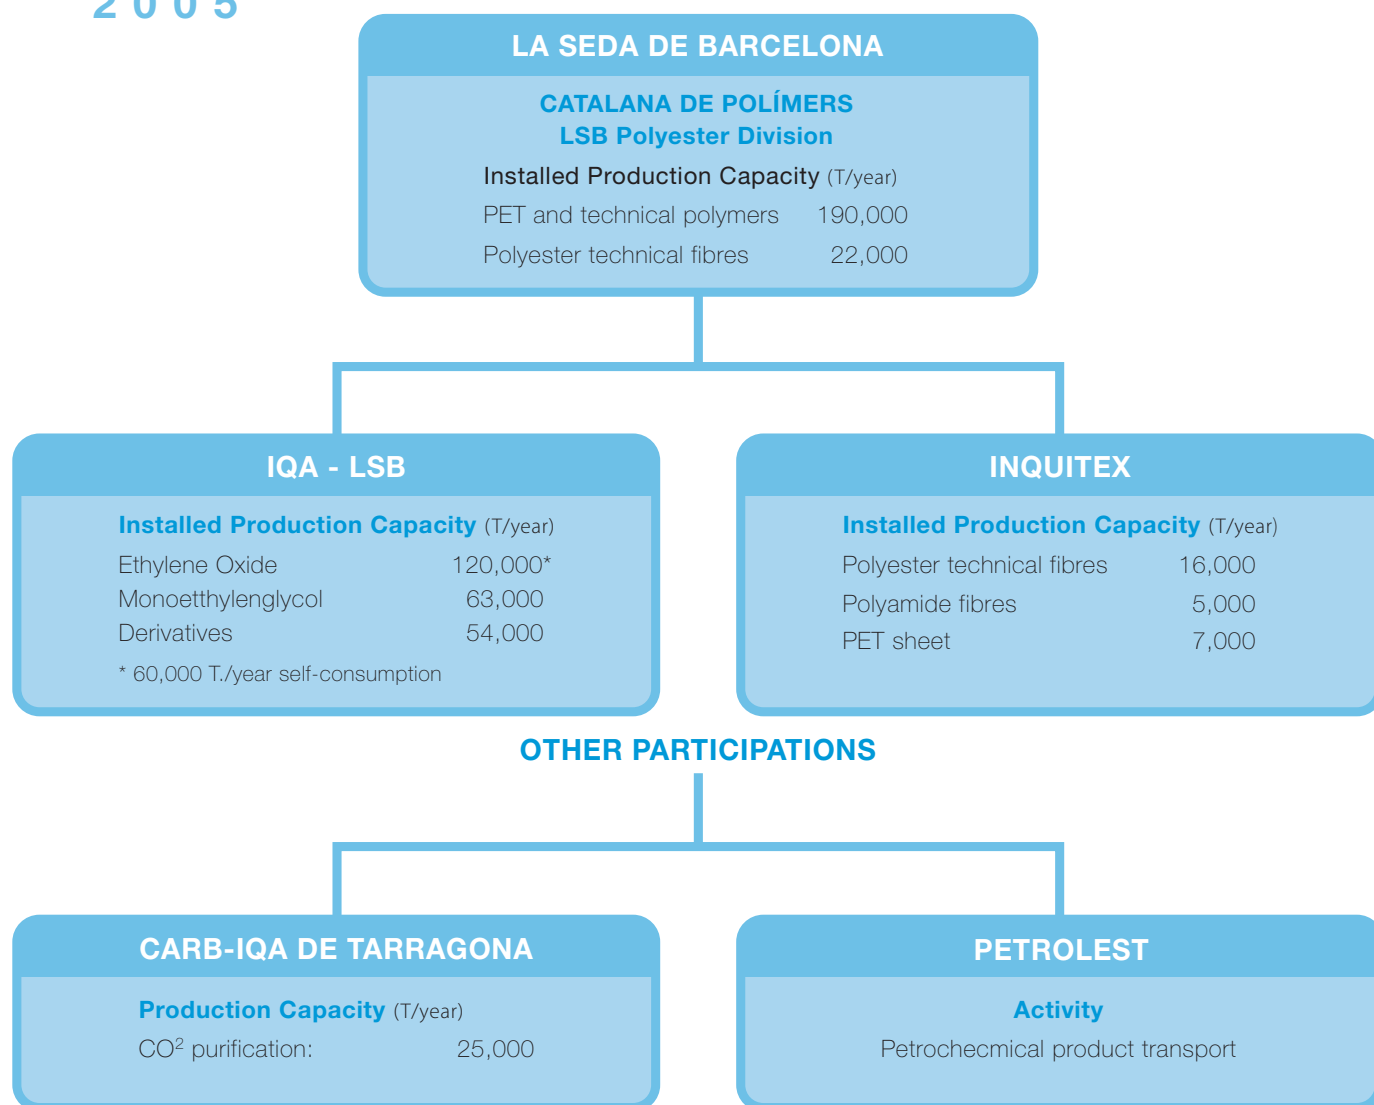 2005
LA SEDA DE BARCELONA
CATALANA DE POLÍMERS
LSB Polyester Division
Installed Production Capacity (T/year)
PET and technical polymers 190,000
Polyester technical fibres 22,000
IQA - LSB
Installed Production Capacity (T/year)
Ethylene Oxide 120,000*
Monoetthylenglycol 63,000
Derivatives 54,000
* 60,000 T./year self-consumption
INQUITEX
Installed Production Capacity (T/year)
Polyester technical fibres 16,000
Polyamide fibres 5,000
PET sheet 7,000
OTHER PARTICIPATIONS
CARB-IQA DE TARRAGONA
Production Capacity (T/year)
CO² purification: 25,000
PETROLEST
Activity
Petrochecmical product transport